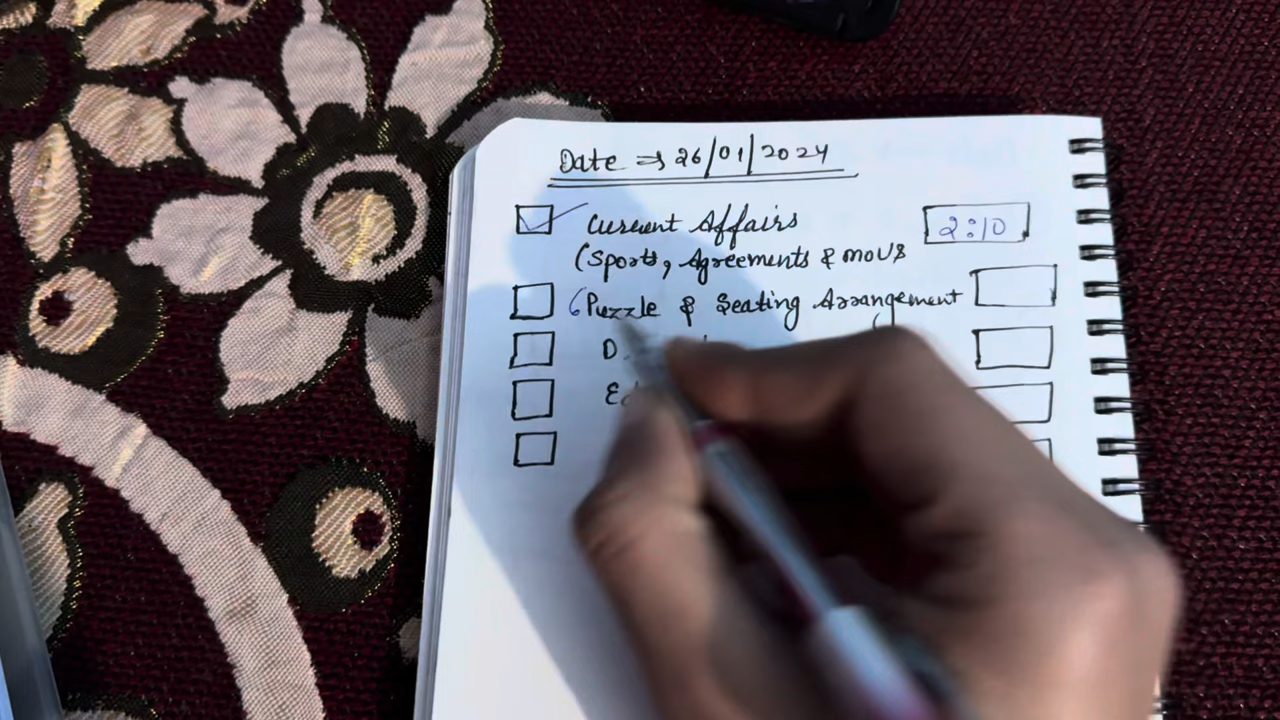 Date ⇒ 26/01/2024
Current Affairs 2:10
(Sports, Agreements & MOUs
6 Puzzle & Seating Arrangement